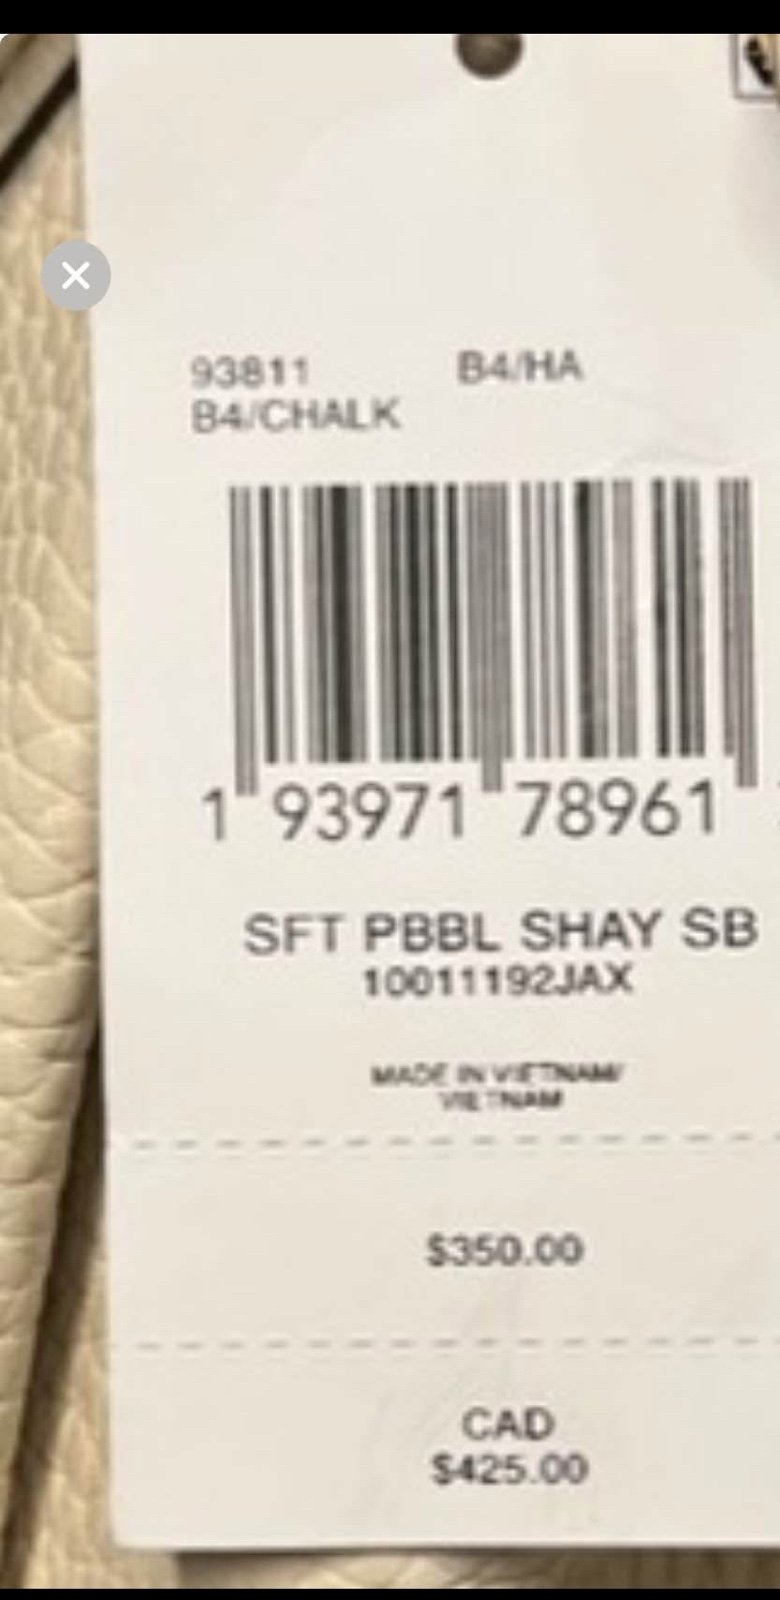 93811 B4/HA
B4/CHALK
1 93971 78961
SFT PBBL SHAY SB
10011192JAX
MADE IN VIETNAM/
VIETNAM
$350.00
CAD
$425.00